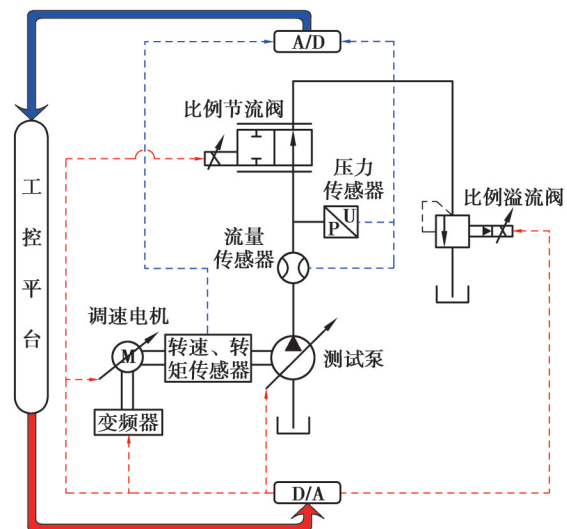 A/D
比例节流阀
工
控
平
台
压力
传感器
P U
比例溢流阀
流量
传感器
调速电机
M
转速、转
矩传感器
测试泵
变频器
D/A